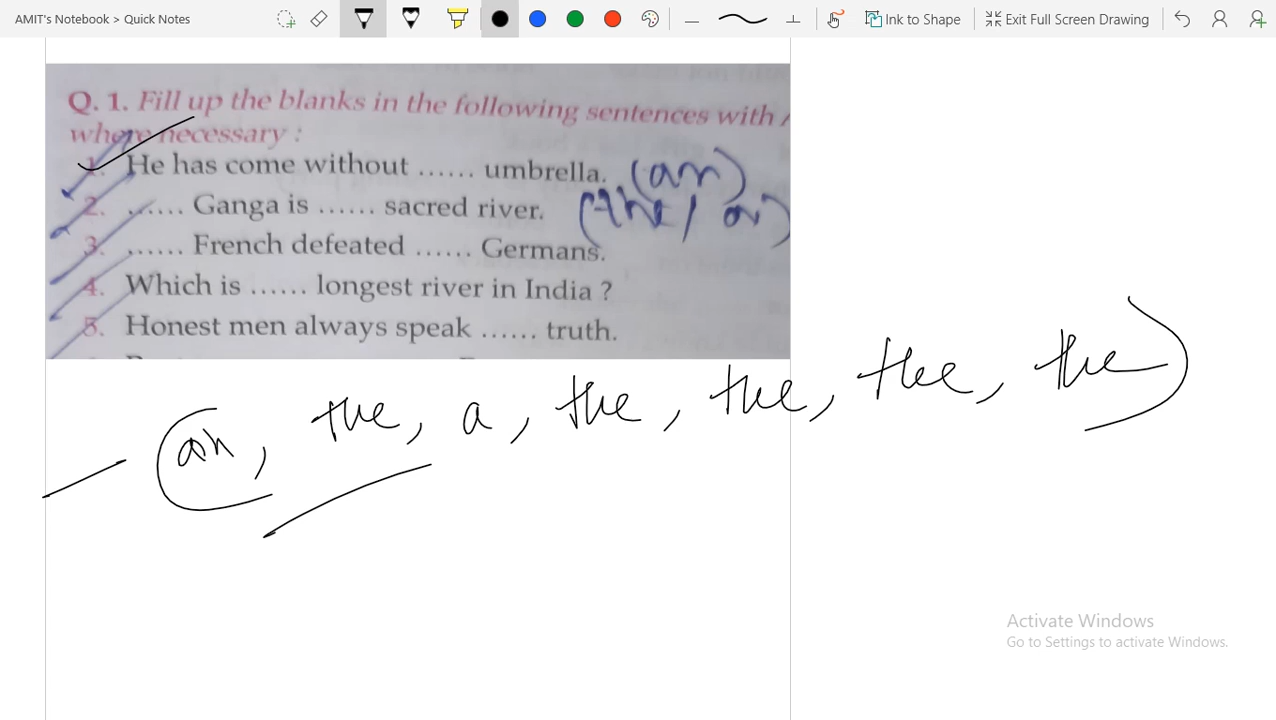 AMIT's Notebook > Quick Notes
Ink to Shape
Exit Full Screen Drawing
Q. 1. Fill up the blanks in the following sentences with
where necessary :
1. He has come without ...... umbrella. (an)
2. ...... Ganga is ...... sacred river. (the / a)
3. ...... French defeated ...... Germans.
4. Which is ...... longest river in India ?
5. Honest men always speak ...... truth.
— (an, the, a, the, the, the, the)
Activate Windows
Go to Settings to activate Windows.